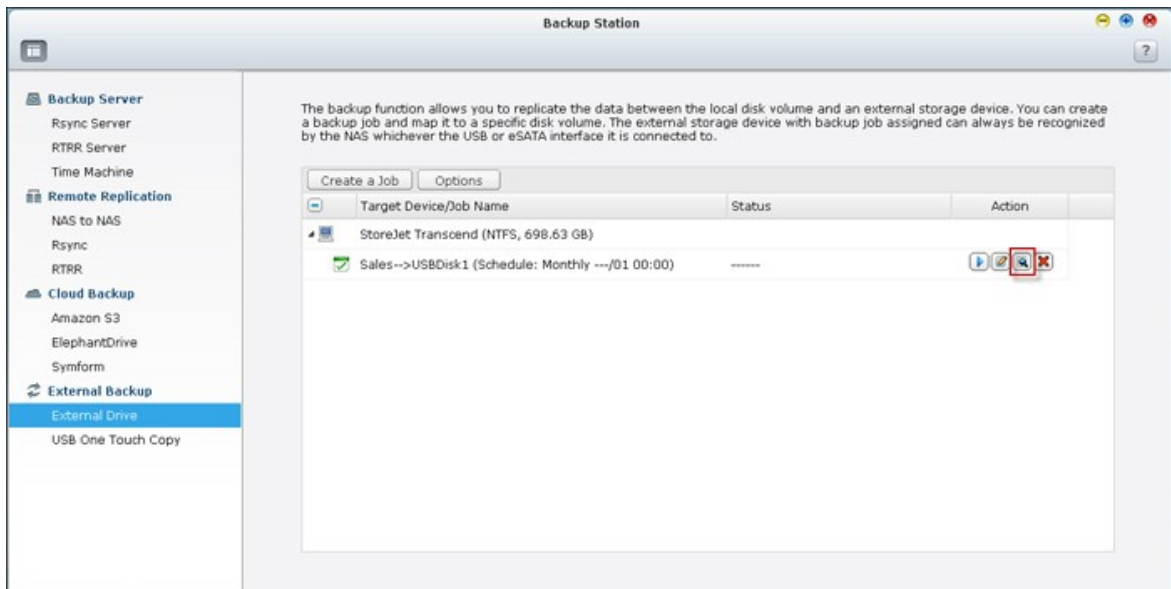 Backup Station
?
Backup Server
Rsync Server
RTRR Server
Time Machine
Remote Replication
NAS to NAS
Rsync
RTRR
Cloud Backup
Amazon S3
ElephantDrive
Symform
External Backup
External Drive
USB One Touch Copy
The backup function allows you to replicate the data between the local disk volume and an external storage device. You can create
a backup job and map it to a specific disk volume. The external storage device with backup job assigned can always be recognized
by the NAS whichever the USB or eSATA interface it is connected to.
Create a Job Options
Target Device/Job Name Status Action
StoreJet Transcend (NTFS, 698.63 GB)
Sales-->USBDisk1 (Schedule: Monthly ---/01 00:00) ------